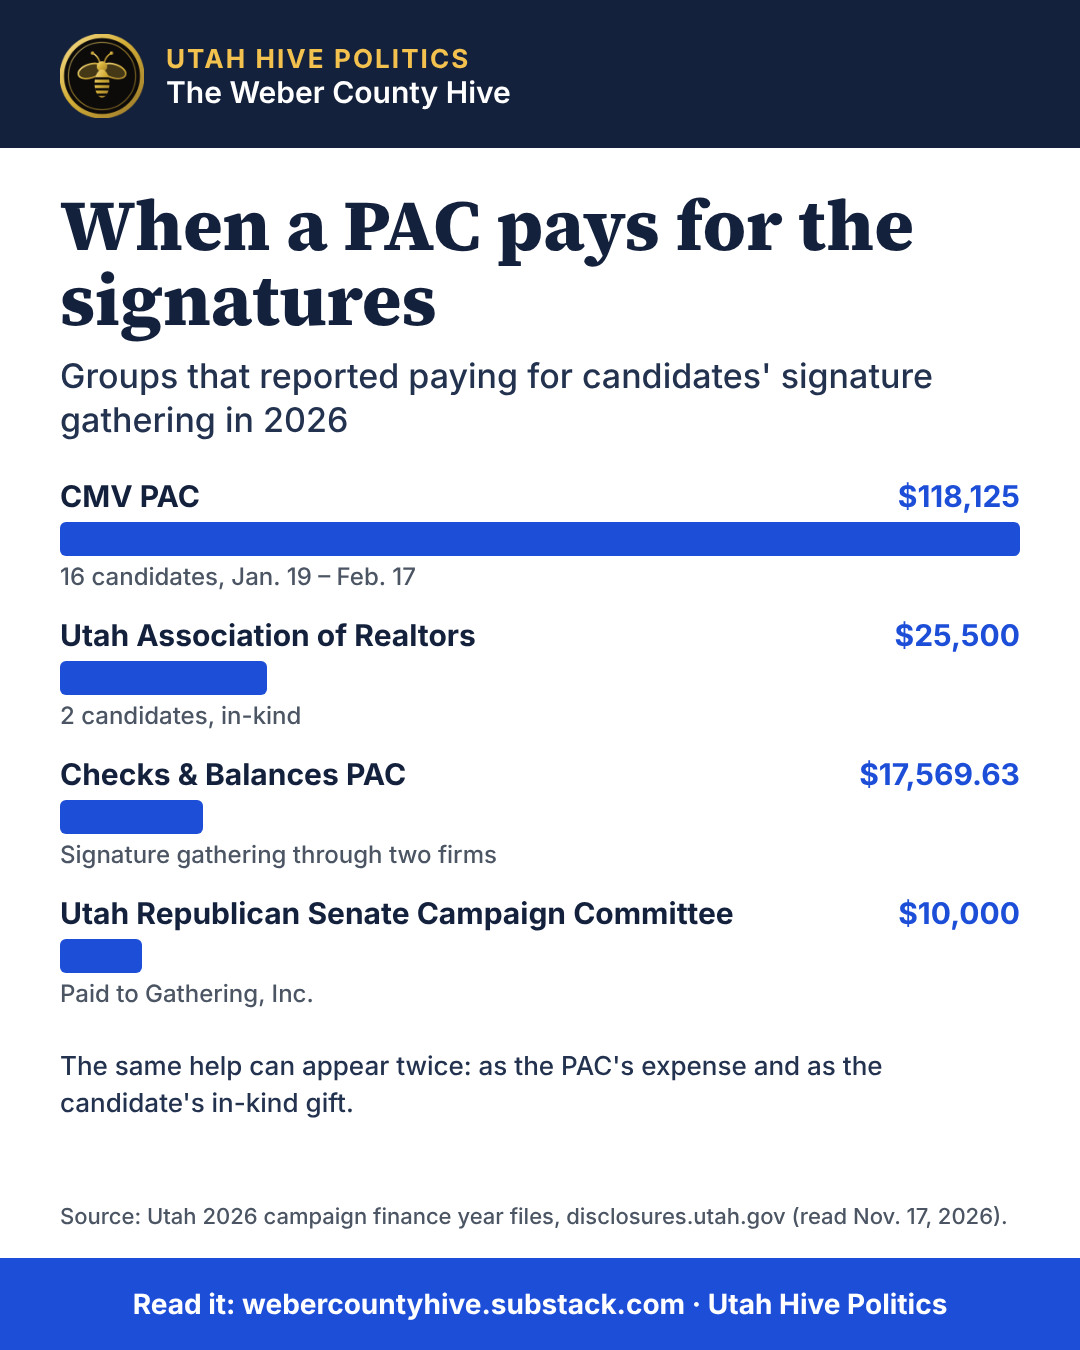 UTAH HIVE POLITICS
The Weber County Hive
When a PAC pays for the
signatures
Groups that reported paying for candidates' signature
gathering in 2026
CMV PAC $118,125
16 candidates, Jan. 19 – Feb. 17
Utah Association of Realtors $25,500
2 candidates, in-kind
Checks & Balances PAC $17,569.63
Signature gathering through two firms
Utah Republican Senate Campaign Committee $10,000
Paid to Gathering, Inc.
The same help can appear twice: as the PAC's expense and as the
candidate's in-kind gift.
Source: Utah 2026 campaign finance year files, disclosures.utah.gov (read Nov. 17, 2026).
Read it: webercountyhive.substack.com · Utah Hive Politics